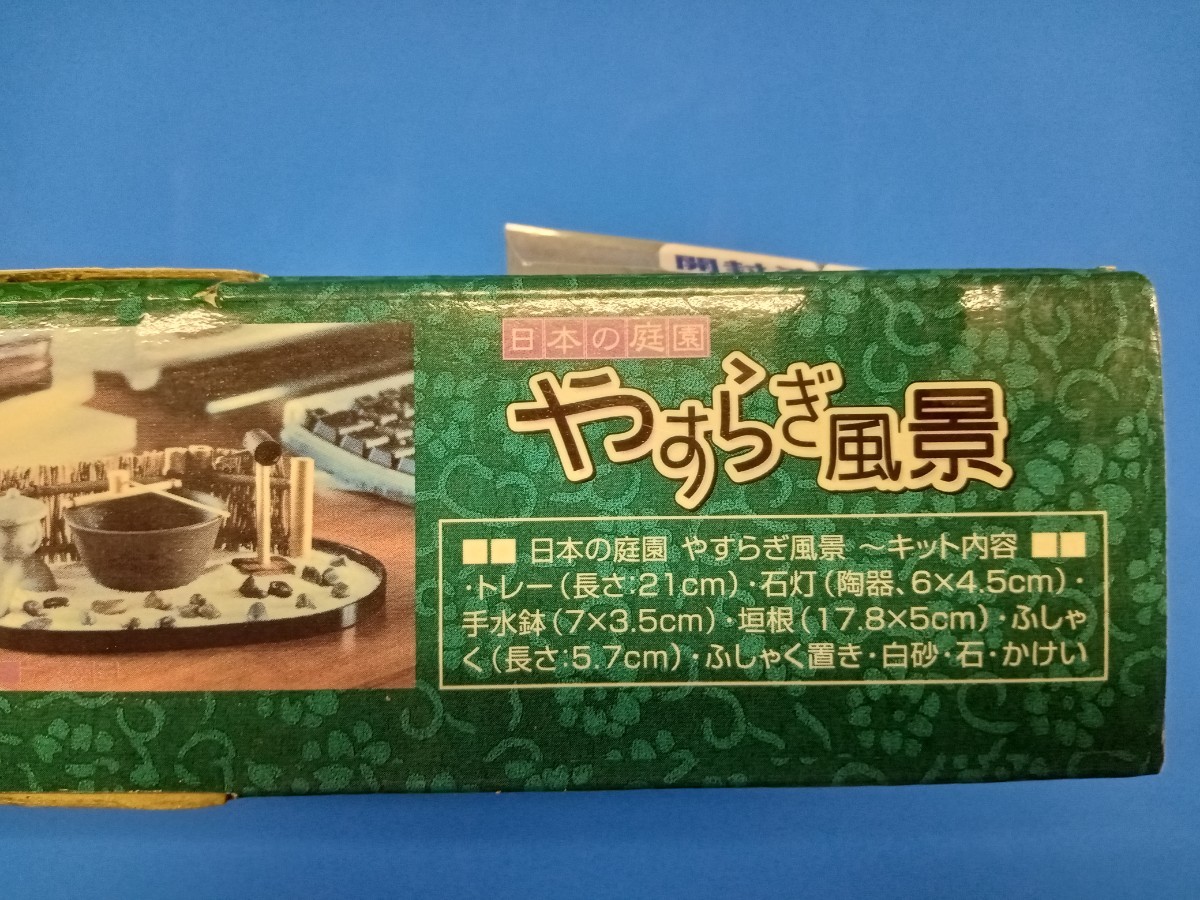 日本の庭園
やすらぎ風景
日本の庭園 やすらぎ風景 〜キット内容
・トレー(長さ:21cm)・石灯(陶器、6×4.5cm)・
手水鉢(7×3.5cm)・垣根(17.8×5cm)・ふしゃ
く(長さ:5.7cm)・ふしゃく置き・白砂・石・かけい